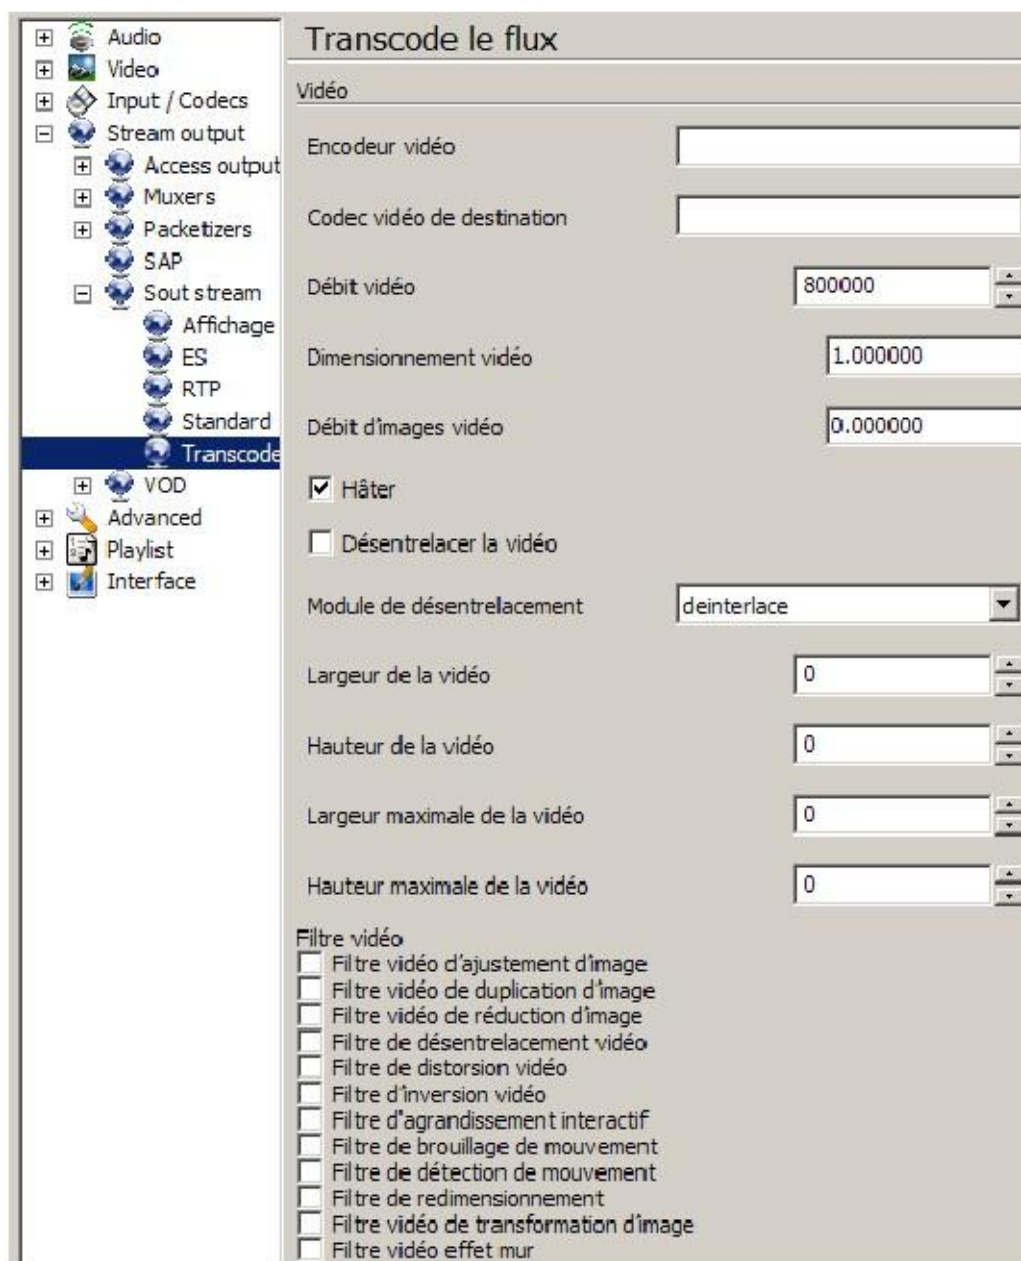 Audio
Video
Input / Codecs
Stream output
Access output
Muxers
Packetizers
SAP
Sout stream
Affichage
ES
RTP
Standard
Transcode
VOD
Advanced
Playlist
Interface
Transcode le flux
Vidéo
Encodeur vidéo
Codec vidéo de destination
Débit vidéo 800000
Dimensionnement vidéo 1.000000
Débit d'images vidéo 0.000000
Hâter
Désentrelacer la vidéo
Module de désentrelacement deinterlace
Largeur de la vidéo 0
Hauteur de la vidéo 0
Largeur maximale de la vidéo 0
Hauteur maximale de la vidéo 0
Filtre vidéo
Filtre vidéo d'ajustement d'image
Filtre vidéo de duplication d'image
Filtre vidéo de réduction d'image
Filtre de désentrelacement vidéo
Filtre de distorsion vidéo
Filtre d'inversion vidéo
Filtre d'agrandissement interactif
Filtre de brouillage de mouvement
Filtre de détection de mouvement
Filtre de redimensionnement
Filtre vidéo de transformation d'image
Filtre vidéo effet mur